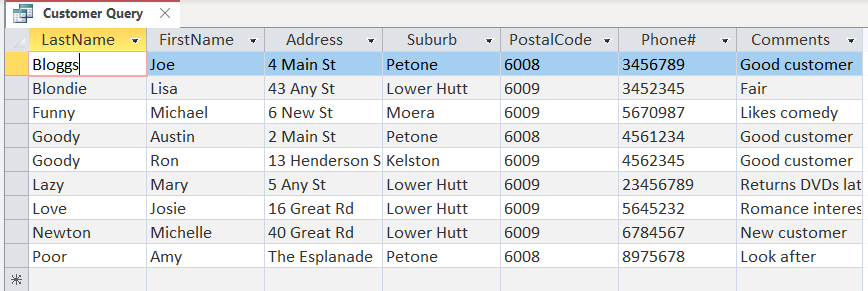 Customer Query
LastName FirstName Address Suburb PostalCode Phone# Comments
Bloggs Joe 4 Main St Petone 6008 3456789 Good customer
Blondie Lisa 43 Any St Lower Hutt 6009 3452345 Fair
Funny Michael 6 New St Moera 6009 5670987 Likes comedy
Goody Austin 2 Main St Petone 6008 4561234 Good customer
Goody Ron 13 Henderson S Kelston 6009 4562345 Good customer
Lazy Mary 5 Any St Lower Hutt 6009 23456789 Returns DVDs lat
Love Josie 16 Great Rd Lower Hutt 6009 5645232 Romance interes
Newton Michelle 40 Great Rd Lower Hutt 6009 6784567 New customer
Poor Amy The Esplanade Petone 6008 8975678 Look after